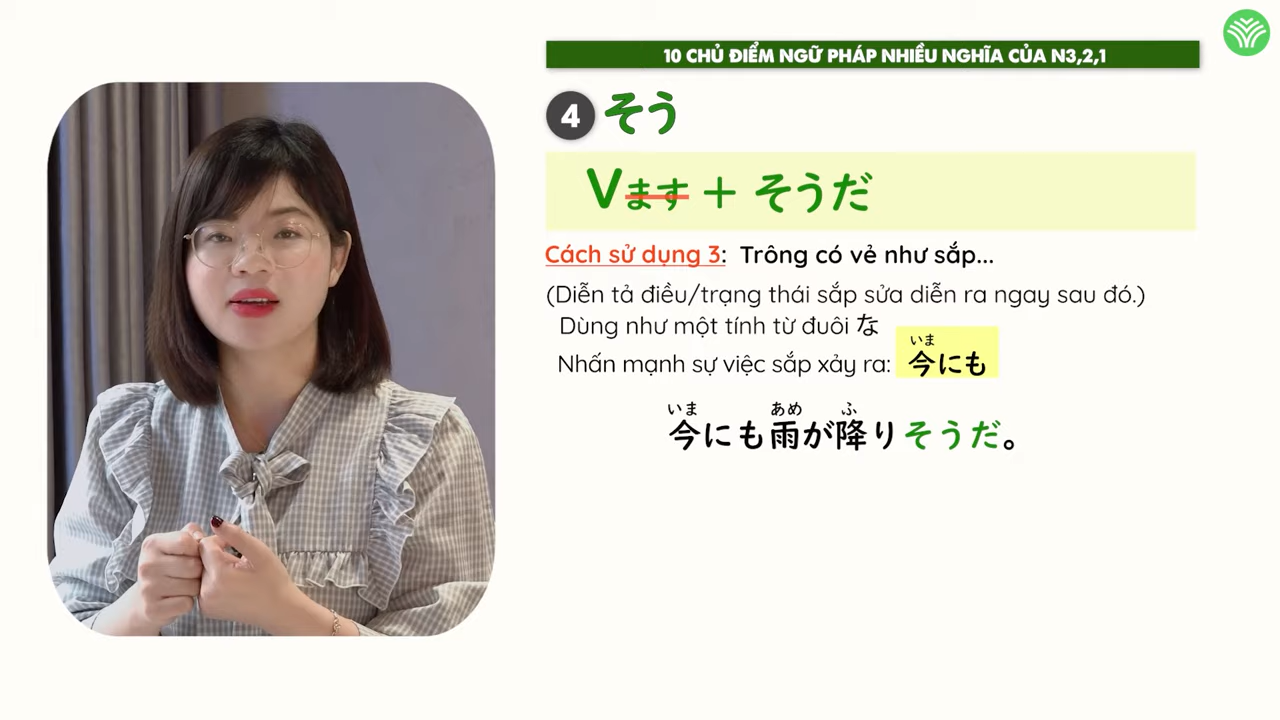 10 CHỦ ĐIỂM NGỮ PHÁP NHIỀU NGHĨA CỦA N3,2,1
4 そう
Vます + そうだ
Cách sử dụng 3: Trông có vẻ như sắp...
(Diễn tả điều/trạng thái sắp sửa diễn ra ngay sau đó.)
Dùng như một tính từ đuôi な
いま
Nhấn mạnh sự việc sắp xảy ra: 今にも
いま あめ ふ
今にも雨が降りそうだ。